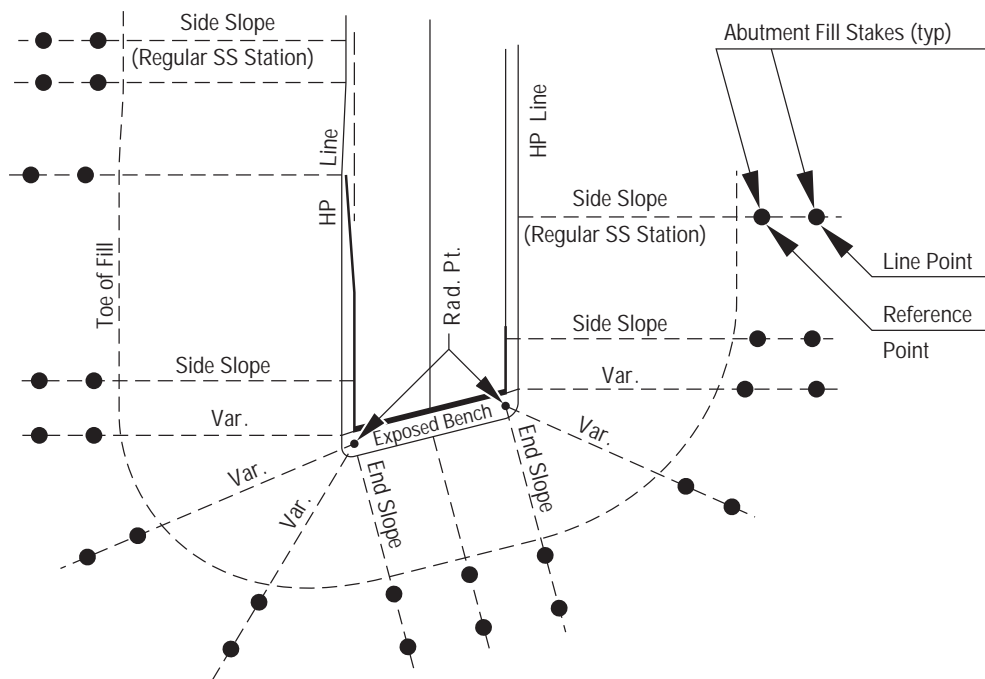 Side Slope
(Regular SS Station)
Abutment Fill Stakes (typ)
HP Line
HP Line
Side Slope
(Regular SS Station)
Line Point
Reference
Point
Toe of Fill
Rad. Pt.
Side Slope
Side Slope
Var.
Var.
Exposed Bench
Var.
Var.
Var.
End Slope
End Slope